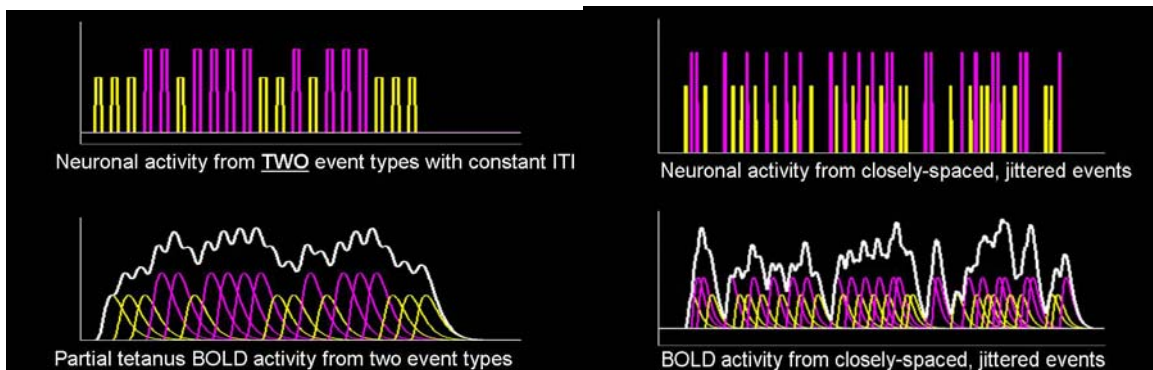 Neuronal activity from TWO event types with constant ITI
Neuronal activity from closely-spaced, jittered events
Partial tetanus BOLD activity from two event types
BOLD activity from closely-spaced, jittered events